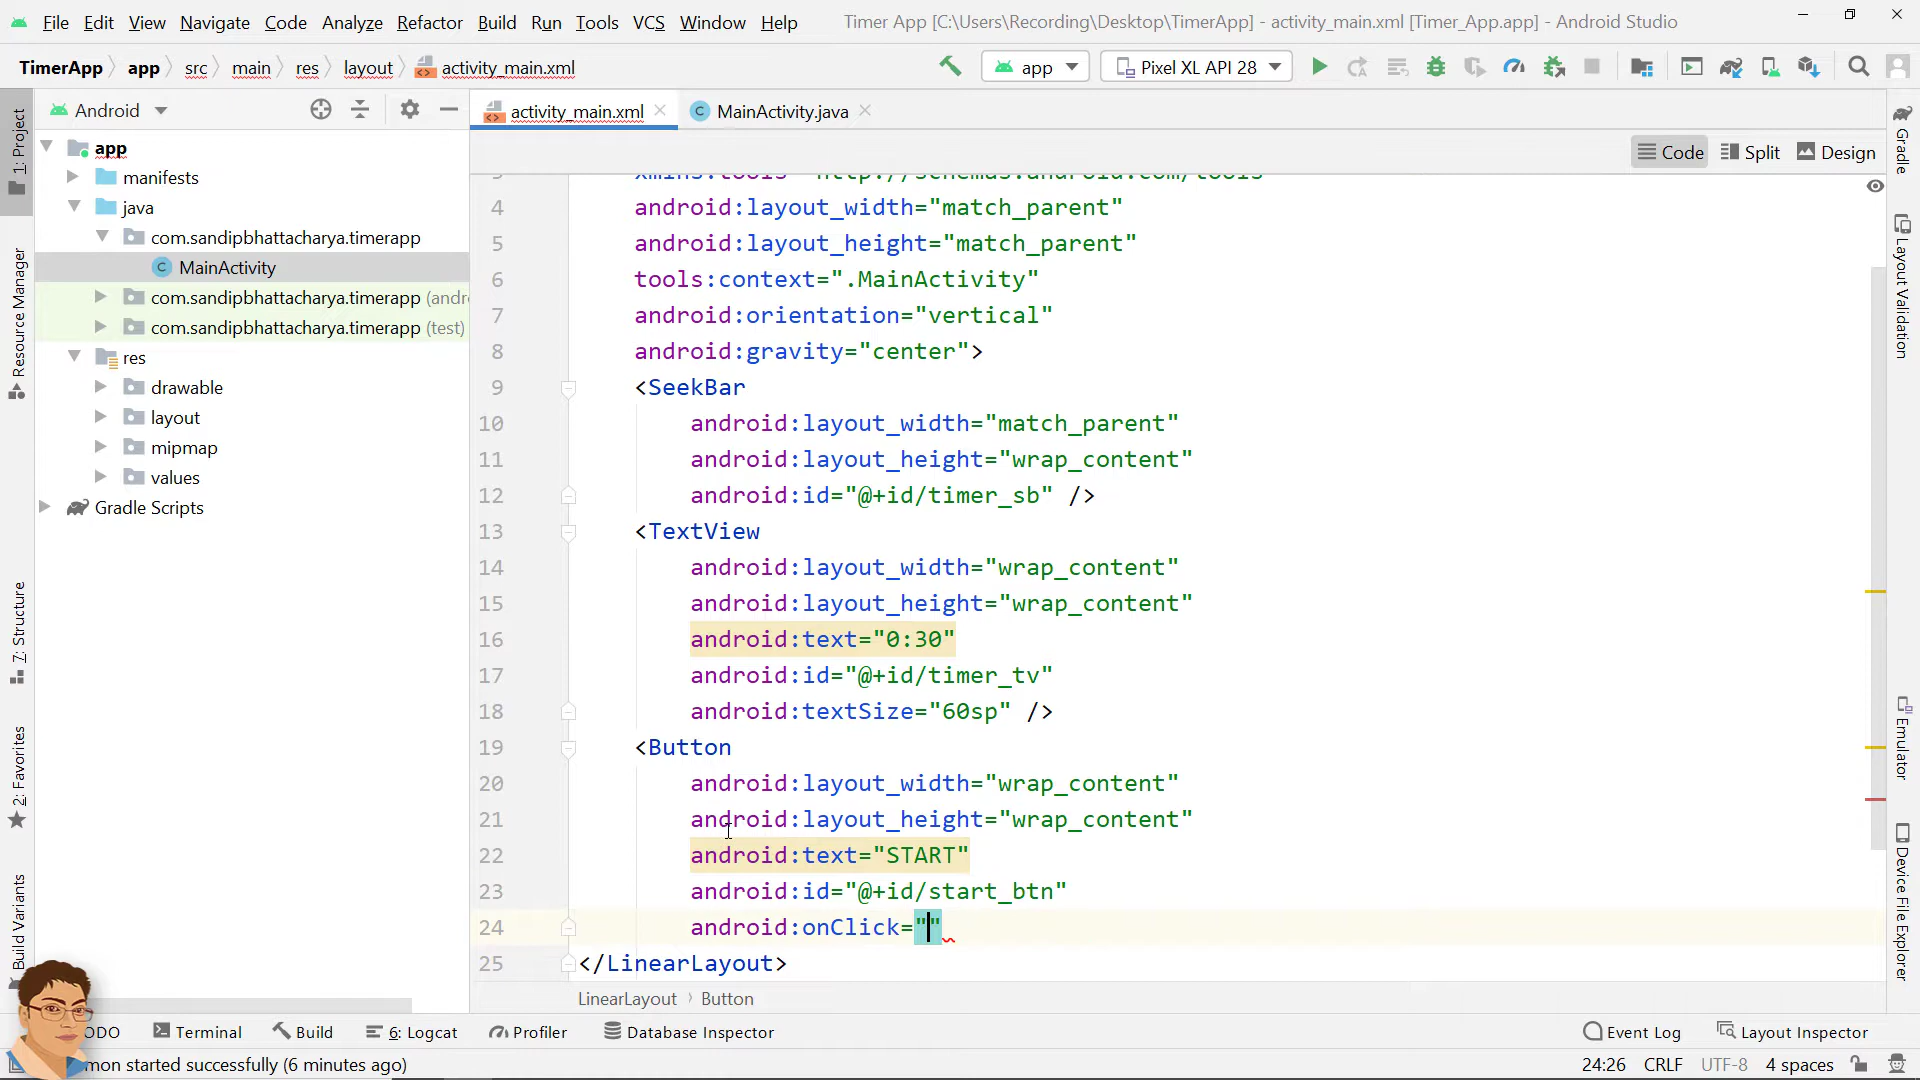 File Edit View Navigate Code Analyze Refactor Build Run Tools VCS Window Help Timer App [C:\Users\Recording\Desktop\TimerApp] - activity_main.xml [Timer_App.app] - Android Studio
TimerApp app src main res layout activity_main.xml app Pixel XL API 28
Android
activity_main.xml MainActivity.java
Code Split Design
1: Project
Resource Manager
7: Structure
2: Favorites
Build Variants
app
manifests
java
com.sandipbhattacharya.timerapp
MainActivity
com.sandipbhattacharya.timerapp (andr
com.sandipbhattacharya.timerapp (test)
res
drawable
layout
mipmap
values
Gradle Scripts
4 android:layout_width="match_parent"
5 android:layout_height="match_parent"
6 tools:context=".MainActivity"
7 android:orientation="vertical"
8 android:gravity="center">
9 <SeekBar
10 android:layout_width="match_parent"
11 android:layout_height="wrap_content"
12 android:id="@+id/timer_sb" />
13 <TextView
14 android:layout_width="wrap_content"
15 android:layout_height="wrap_content"
16 android:text="0:30"
17 android:id="@+id/timer_tv"
18 android:textSize="60sp" />
19 <Button
20 android:layout_width="wrap_content"
21 android:layout_height="wrap_content"
22 android:text="START"
23 android:id="@+id/start_btn"
24 android:onClick=""
25 </LinearLayout>
Gradle
Layout Validation
Emulator
Device File Explorer
LinearLayout Button
ODO Terminal Build 6: Logcat Profiler Database Inspector Event Log Layout Inspector
mon started successfully (6 minutes ago) 24:26 CRLF UTF-8 4 spaces